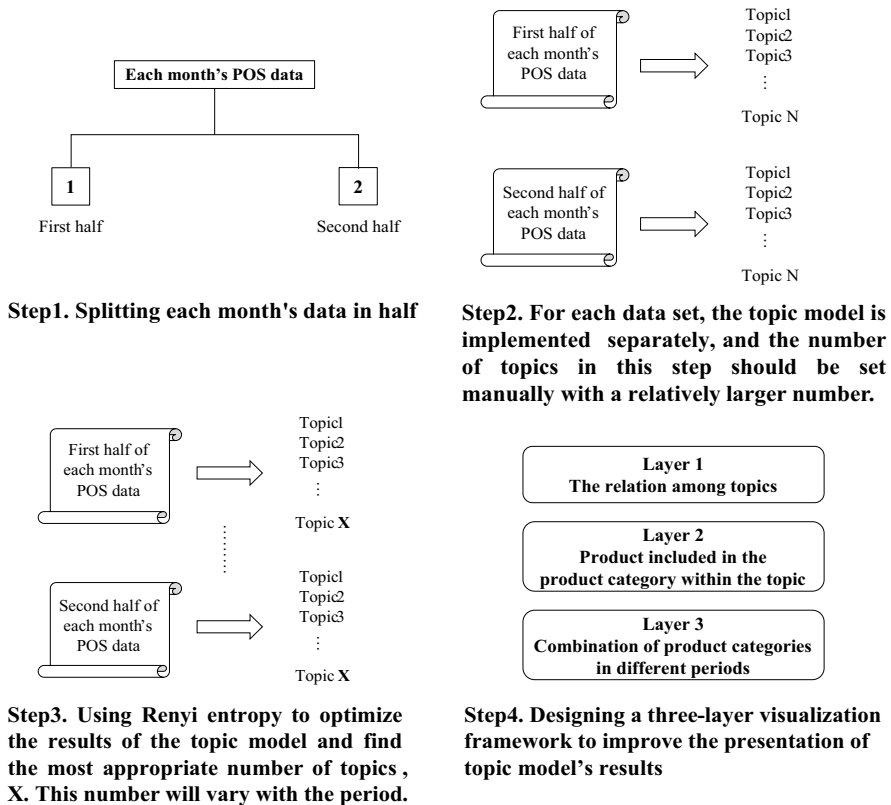 Each month's POS data
1
2
First half
Second half
Step1. Splitting each month's data in half
First half of
each month's
POS data
Topic1
Topic2
Topic3
⋮
Topic N
Second half of
each month's
POS data
Topic1
Topic2
Topic3
⋮
Topic N
Step2. For each data set, the topic model is
implemented separately, and the number
of topics in this step should be set
manually with a relatively larger number.
First half of
each month's
POS data
Topic1
Topic2
Topic3
⋮
Topic X
Second half of
each month's
POS data
Topic1
Topic2
Topic3
⋮
Topic X
Step3. Using Renyi entropy to optimize
the results of the topic model and find
the most appropriate number of topics ,
X. This number will vary with the period.
Layer 1
The relation among topics
Layer 2
Product included in the
product category within the topic
Layer 3
Combination of product categories
in different periods
Step4. Designing a three-layer visualization
framework to improve the presentation of
topic model's results